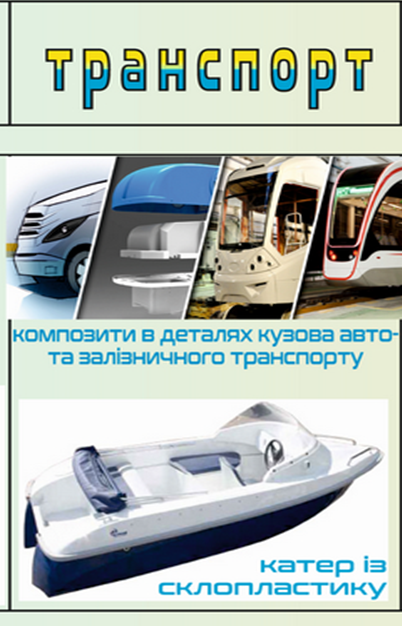 транспорт
композити в деталях кузова авто-
та залізничного транспорту
катер із
склопластику